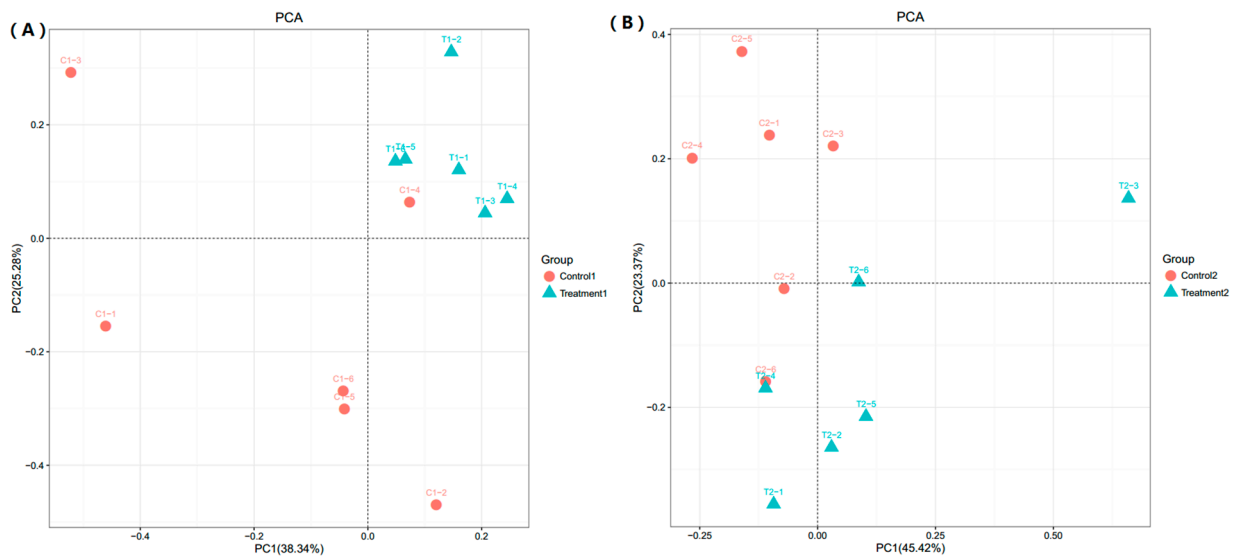 (A)
PCA
C1-3
T1-2
T1-6
T1-5
T1-1
C1-4
T1-3
T1-4
C1-1
C1-6
C1-5
C1-2
0.2
0.0
−0.2
−0.4
−0.4
−0.2
0.0
0.2
PC2(25.28%)
PC1(38.34%)
Group
Control1
Treatment1
(B)
PCA
C2-5
C2-1
C2-3
C2-4
T2-3
C2-2
T2-6
C2-6
T2-4
T2-5
T2-2
T2-1
0.4
0.2
0.0
−0.2
−0.25
0.00
0.25
0.50
PC2(23.37%)
PC1(45.42%)
Group
Control2
Treatment2